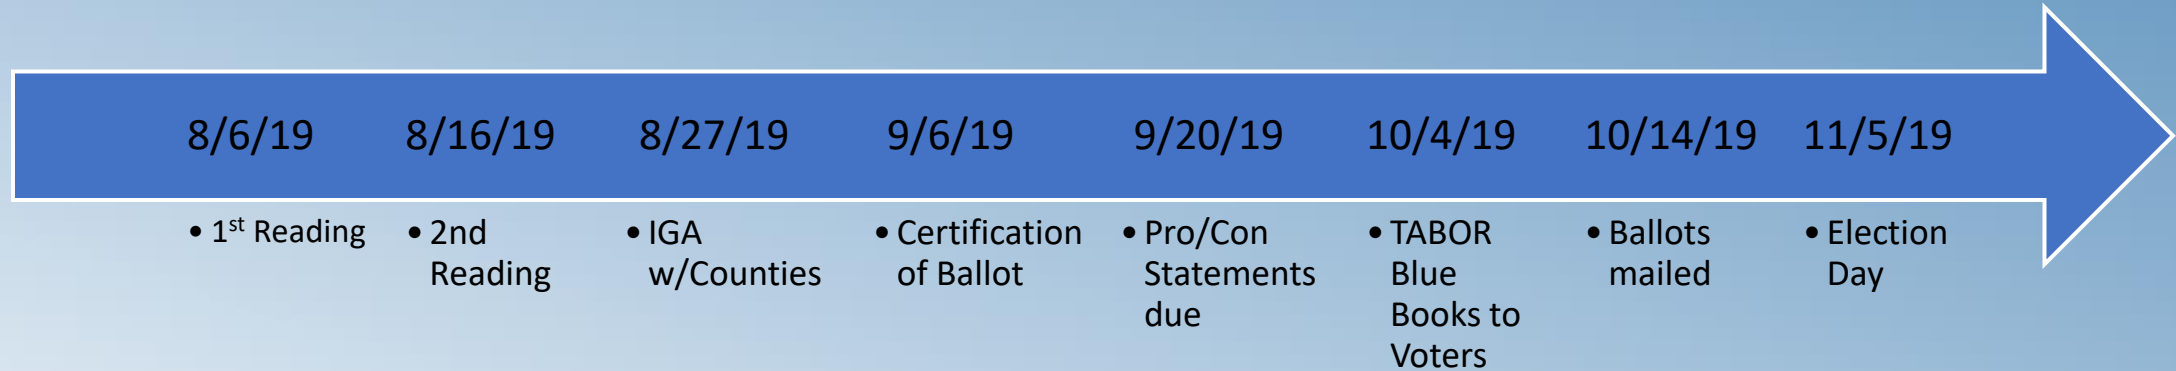 8/6/19 8/16/19 8/27/19 9/6/19 9/20/19 10/4/19 10/14/19 11/5/19
• 1st Reading
• 2nd
Reading
• IGA
w/Counties
• Certification
of Ballot
• Pro/Con
Statements
due
• TABOR
Blue
Books to
Voters
• Ballots
mailed
• Election
Day